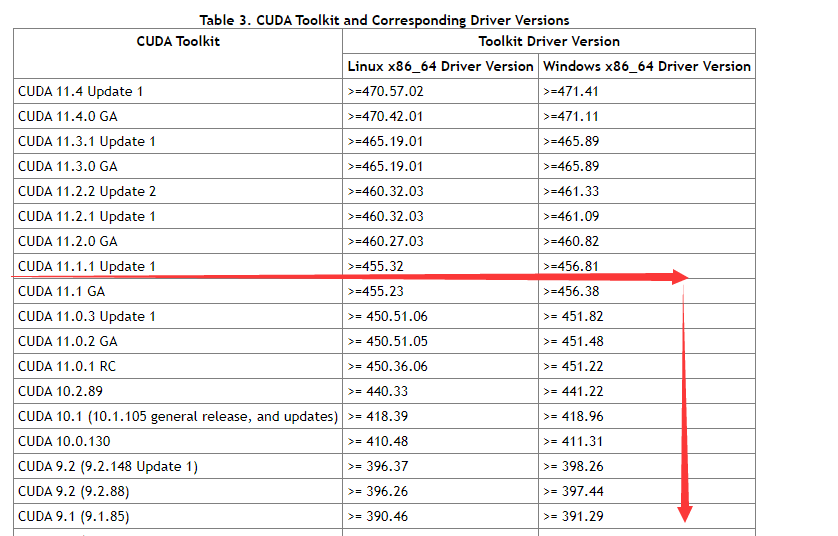 Table 3. CUDA Toolkit and Corresponding Driver Versions
CUDA Toolkit Toolkit Driver Version
Linux x86_64 Driver Version Windows x86_64 Driver Version
CUDA 11.4 Update 1 >=470.57.02 >=471.41
CUDA 11.4.0 GA >=470.42.01 >=471.11
CUDA 11.3.1 Update 1 >=465.19.01 >=465.89
CUDA 11.3.0 GA >=465.19.01 >=465.89
CUDA 11.2.2 Update 2 >=460.32.03 >=461.33
CUDA 11.2.1 Update 1 >=460.32.03 >=461.09
CUDA 11.2.0 GA >=460.27.03 >=460.82
CUDA 11.1.1 Update 1 >=455.32 >=456.81
CUDA 11.1 GA >=455.23 >=456.38
CUDA 11.0.3 Update 1 >= 450.51.06 >= 451.82
CUDA 11.0.2 GA >= 450.51.05 >= 451.48
CUDA 11.0.1 RC >= 450.36.06 >= 451.22
CUDA 10.2.89 >= 440.33 >= 441.22
CUDA 10.1 (10.1.105 general release, and updates) >= 418.39 >= 418.96
CUDA 10.0.130 >= 410.48 >= 411.31
CUDA 9.2 (9.2.148 Update 1) >= 396.37 >= 398.26
CUDA 9.2 (9.2.88) >= 396.26 >= 397.44
CUDA 9.1 (9.1.85) >= 390.46 >= 391.29